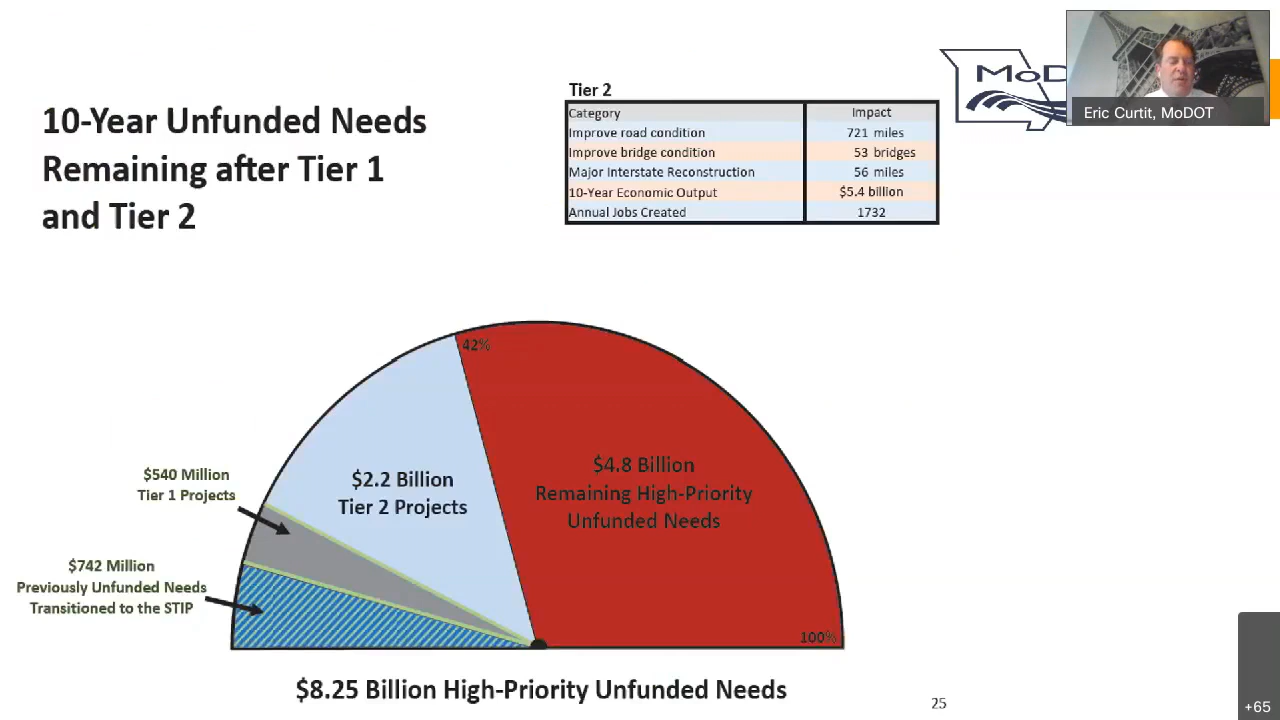 10-Year Unfunded Needs
Remaining after Tier 1
and Tier 2
Tier 2
Category Impact
Improve road condition 721 miles
Improve bridge condition 53 bridges
Major Interstate Reconstruction 56 miles
10-Year Economic Output $5.4 billion
Annual Jobs Created 1732
MoD
Eric Curtit, MoDOT
42%
$540 Million
Tier 1 Projects
$2.2 Billion
Tier 2 Projects
$4.8 Billion
Remaining High-Priority
Unfunded Needs
$742 Million
Previously Unfunded Needs
Transitioned to the STIP
100%
$8.25 Billion High-Priority Unfunded Needs
25
+65